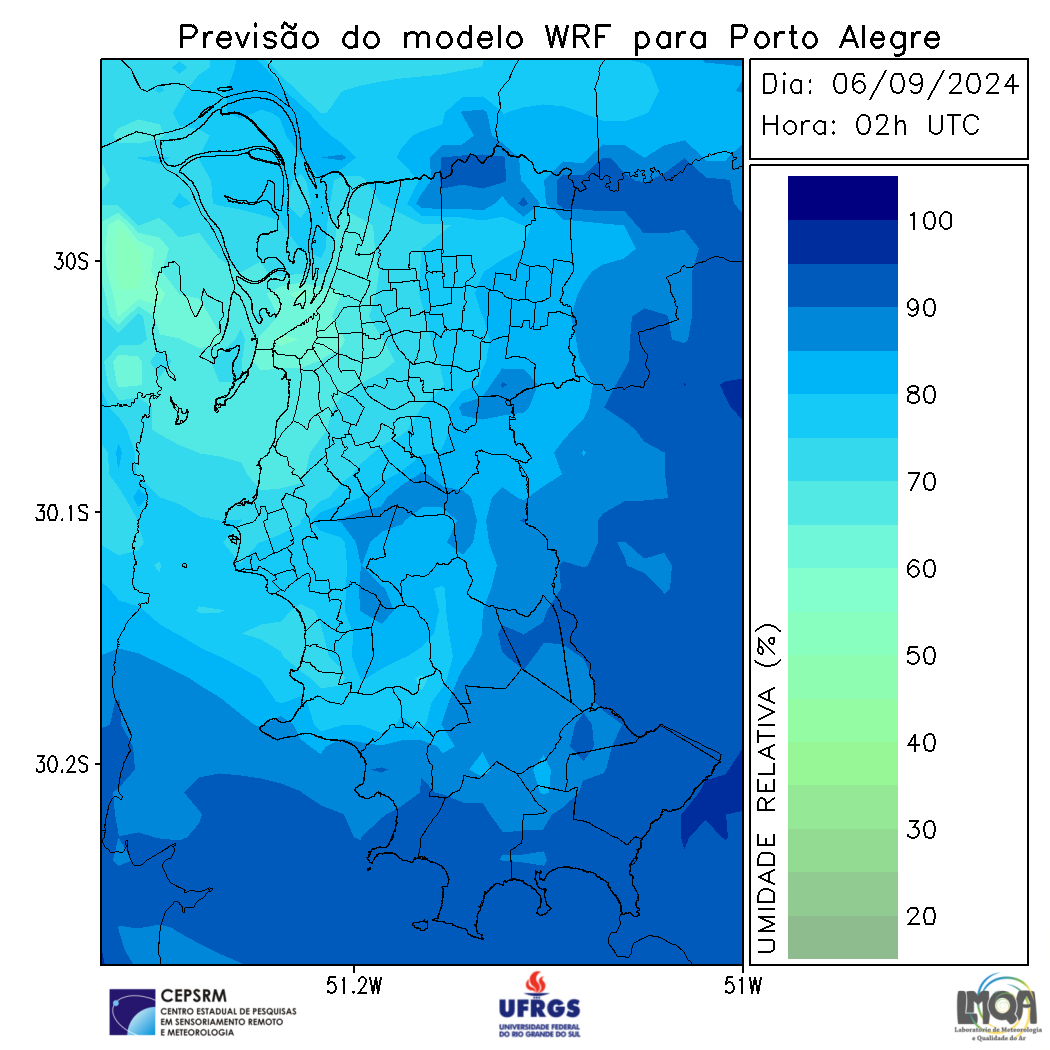 Previsão do modelo WRF para Porto Alegre
Dia: 06/09/2024
Hora: 02h UTC
30S
30.1S
30.2S
51.2W
51W
UMIDADE RELATIVA (%)
100
90
80
70
60
50
40
30
20
CEPSRM
CENTRO ESTADUAL DE PESQUISAS
EM SENSORIAMENTO REMOTO
E METEOROLOGIA
UFRGS
UNIVERSIDADE FEDERAL
DO RIO GRANDE DO SUL
LMQA
Laboratório de Meteorologia
e Qualidade do Ar